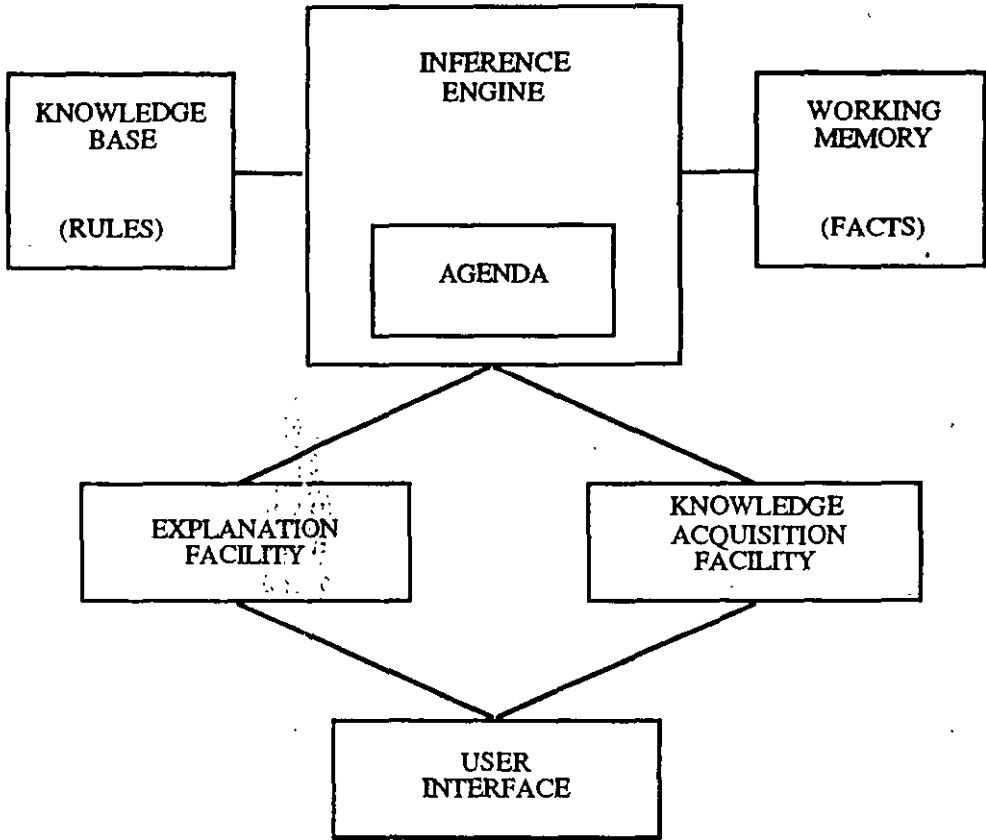 INFERENCE
ENGINE
KNOWLEDGE
BASE
(RULES)
WORKING
MEMORY
(FACTS)
AGENDA
EXPLANATION
FACILITY
KNOWLEDGE
ACQUISITION
FACILITY
USER
INTERFACE